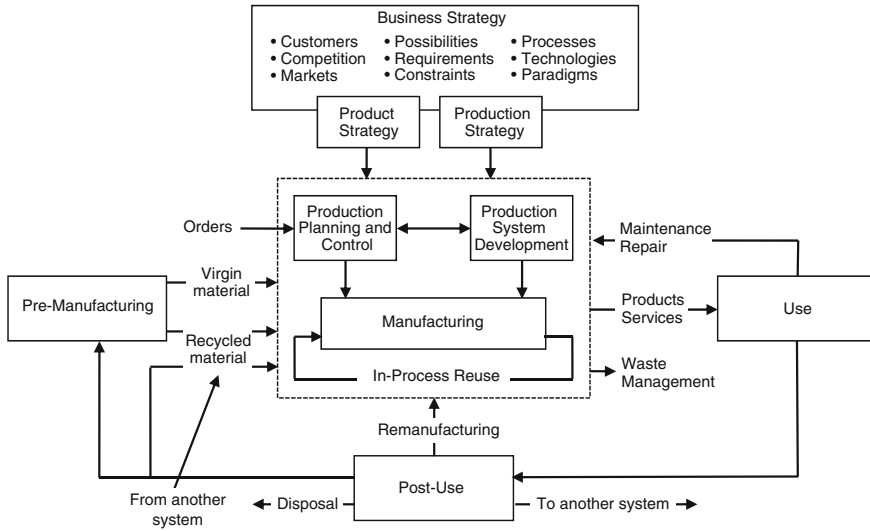 Business Strategy
• Customers
• Competition
• Markets
• Possibilities
• Requirements
• Constraints
• Processes
• Technologies
• Paradigms
Product
Strategy
Production
Strategy
Orders
Production
Planning and
Control
Production
System
Development
Maintenance
Repair
Pre-Manufacturing
Virgin
material
Manufacturing
Products
Services
Use
Recycled
material
In-Process Reuse
Waste
Management
Remanufacturing
Post-Use
From another
system
Disposal
To another system